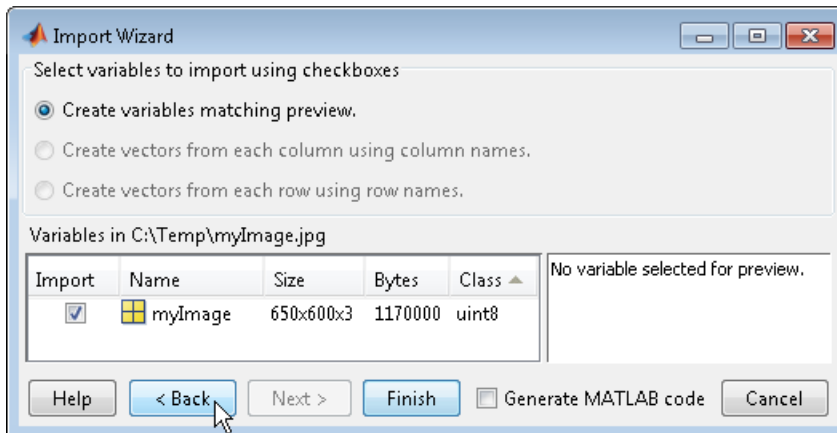 Import Wizard
Select variables to import using checkboxes
Create variables matching preview.
Create vectors from each column using column names.
Create vectors from each row using row names.
Variables in C:\Temp\myImage.jpg
Import Name Size Bytes Class
No variable selected for preview.
myImage 650x600x3 1170000 uint8
Help < Back Next > Finish Generate MATLAB code Cancel